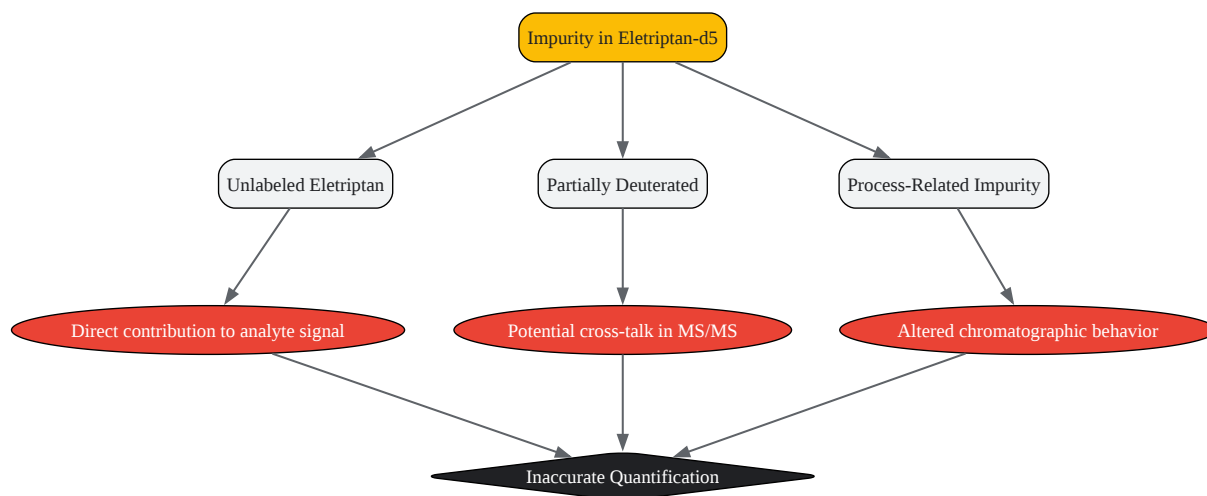 Impurity in Eletriptan-d5
Unlabeled Eletriptan
Partially Deuterated
Process-Related Impurity
Direct contribution to analyte signal
Potential cross-talk in MS/MS
Altered chromatographic behavior
Inaccurate Quantification